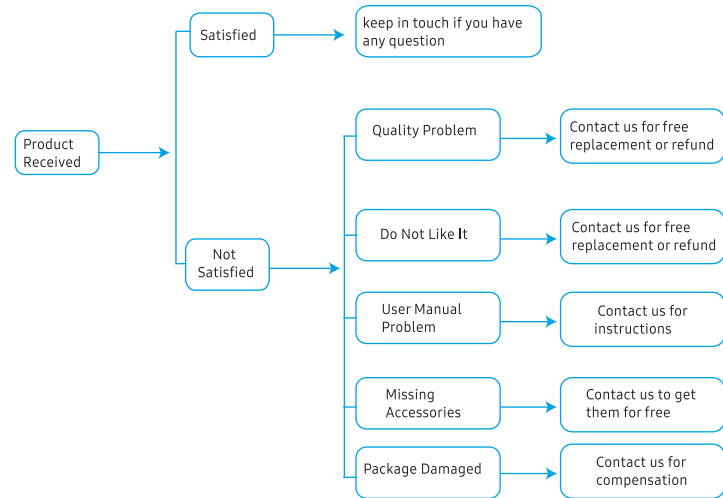 Product
Received
Satisfied
keep in touch if you have
any question
Not
Satisfied
Quality Problem
Contact us for free
replacement or refund
Do Not Like It
Contact us for free
replacement or refund
User Manual
Problem
Contact us for
instructions
Missing
Accessories
Contact us to get
them for free
Package Damaged
Contact us for
compensation